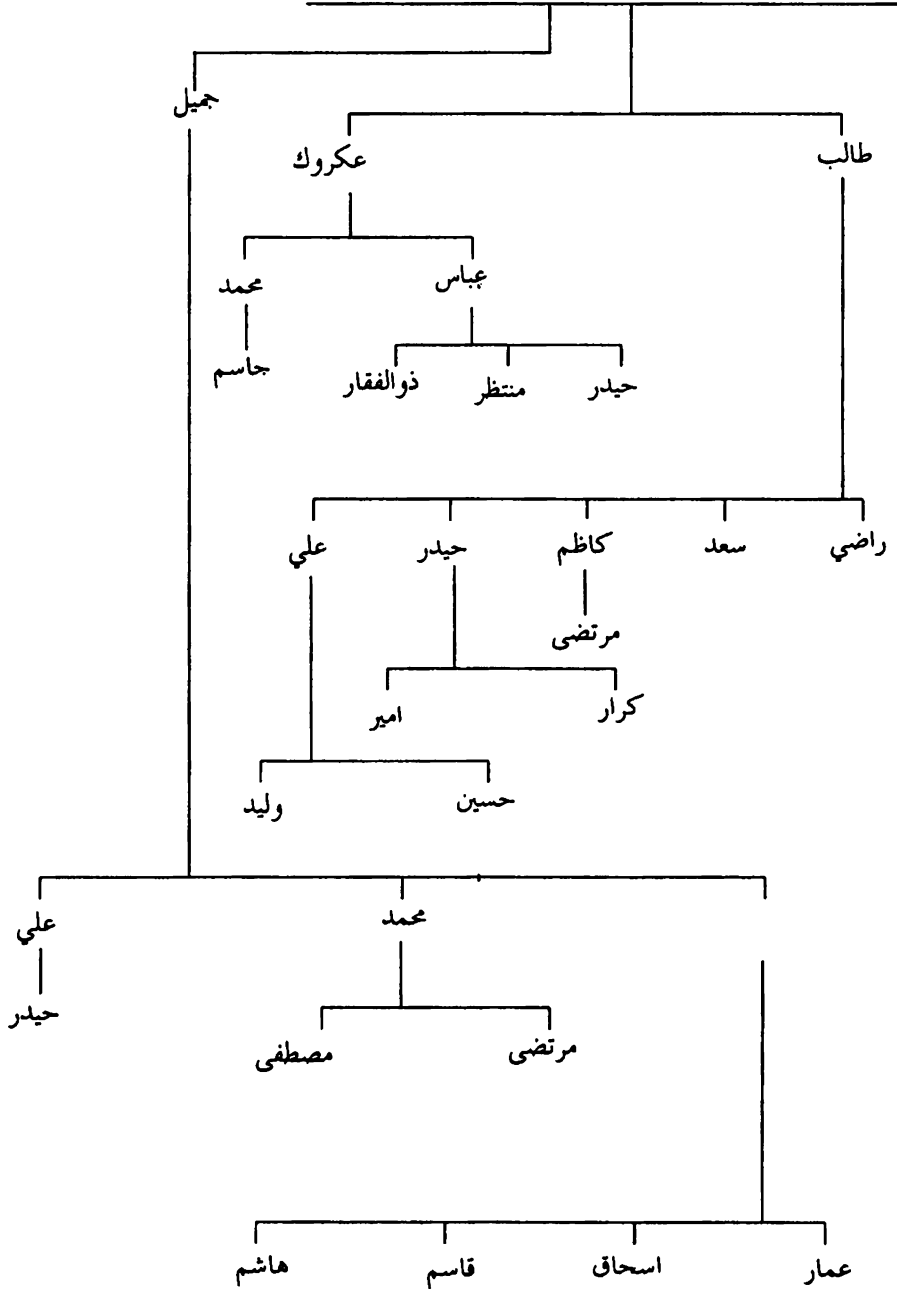 جميل
طالب عكروك
عباس محمد
جاسم
حيدر منتظر ذوالفقار
راضي سعد كاظم حيدر علي
مرتضى
كرار امير
حسين وليد
محمد علي
حيدر
مرتضى مصطفى
عمار اسحاق قاسم هاشم